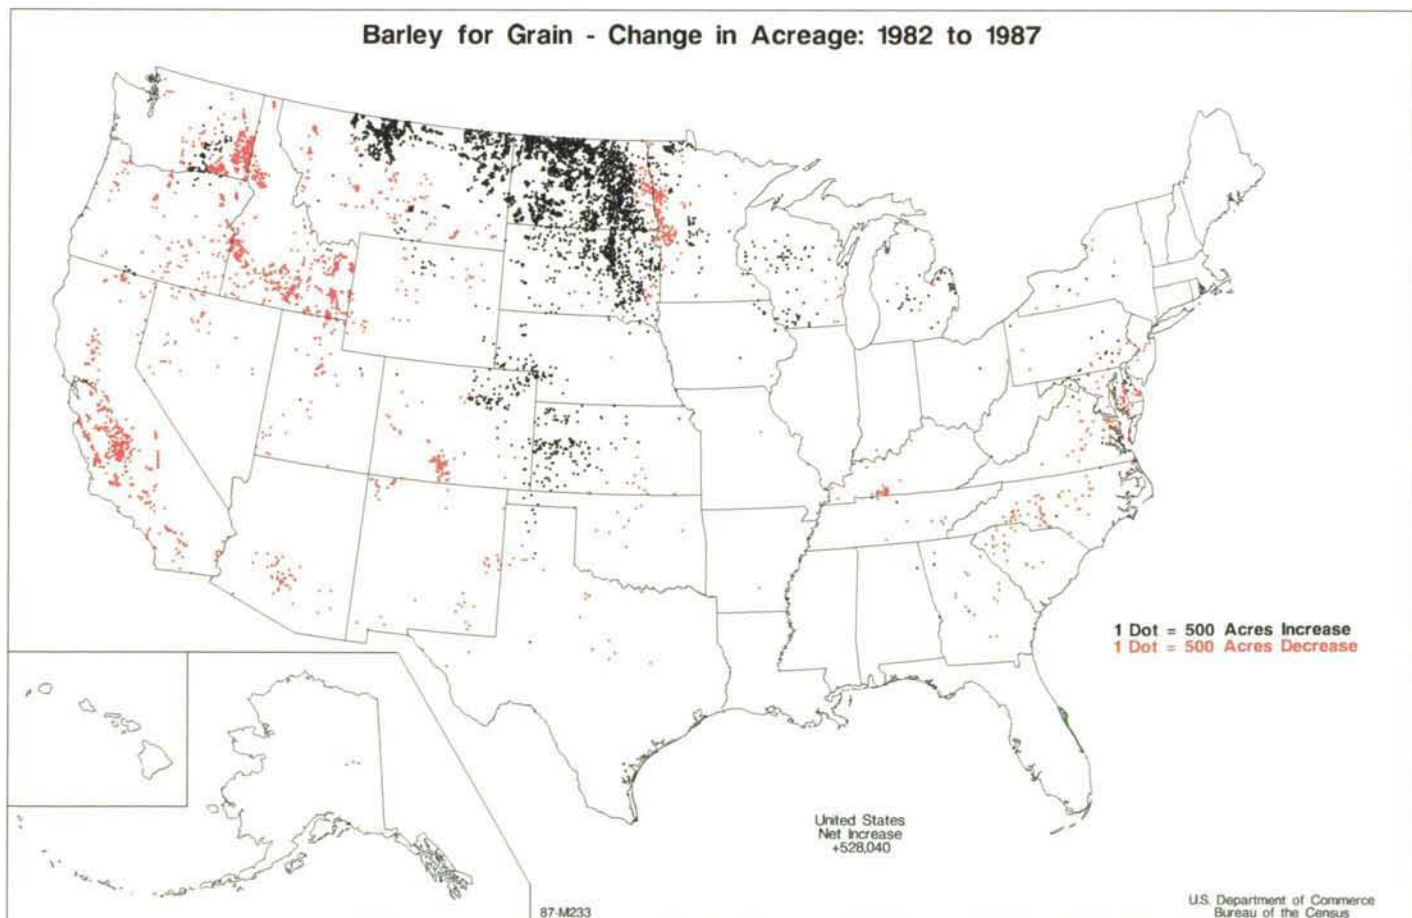 Barley for Grain - Change in Acreage: 1982 to 1987
1 Dot = 500 Acres Increase
1 Dot = 500 Acres Decrease
United States
Net Increase
+528,040
87-M233
U.S. Department of Commerce
Bureau of the Census